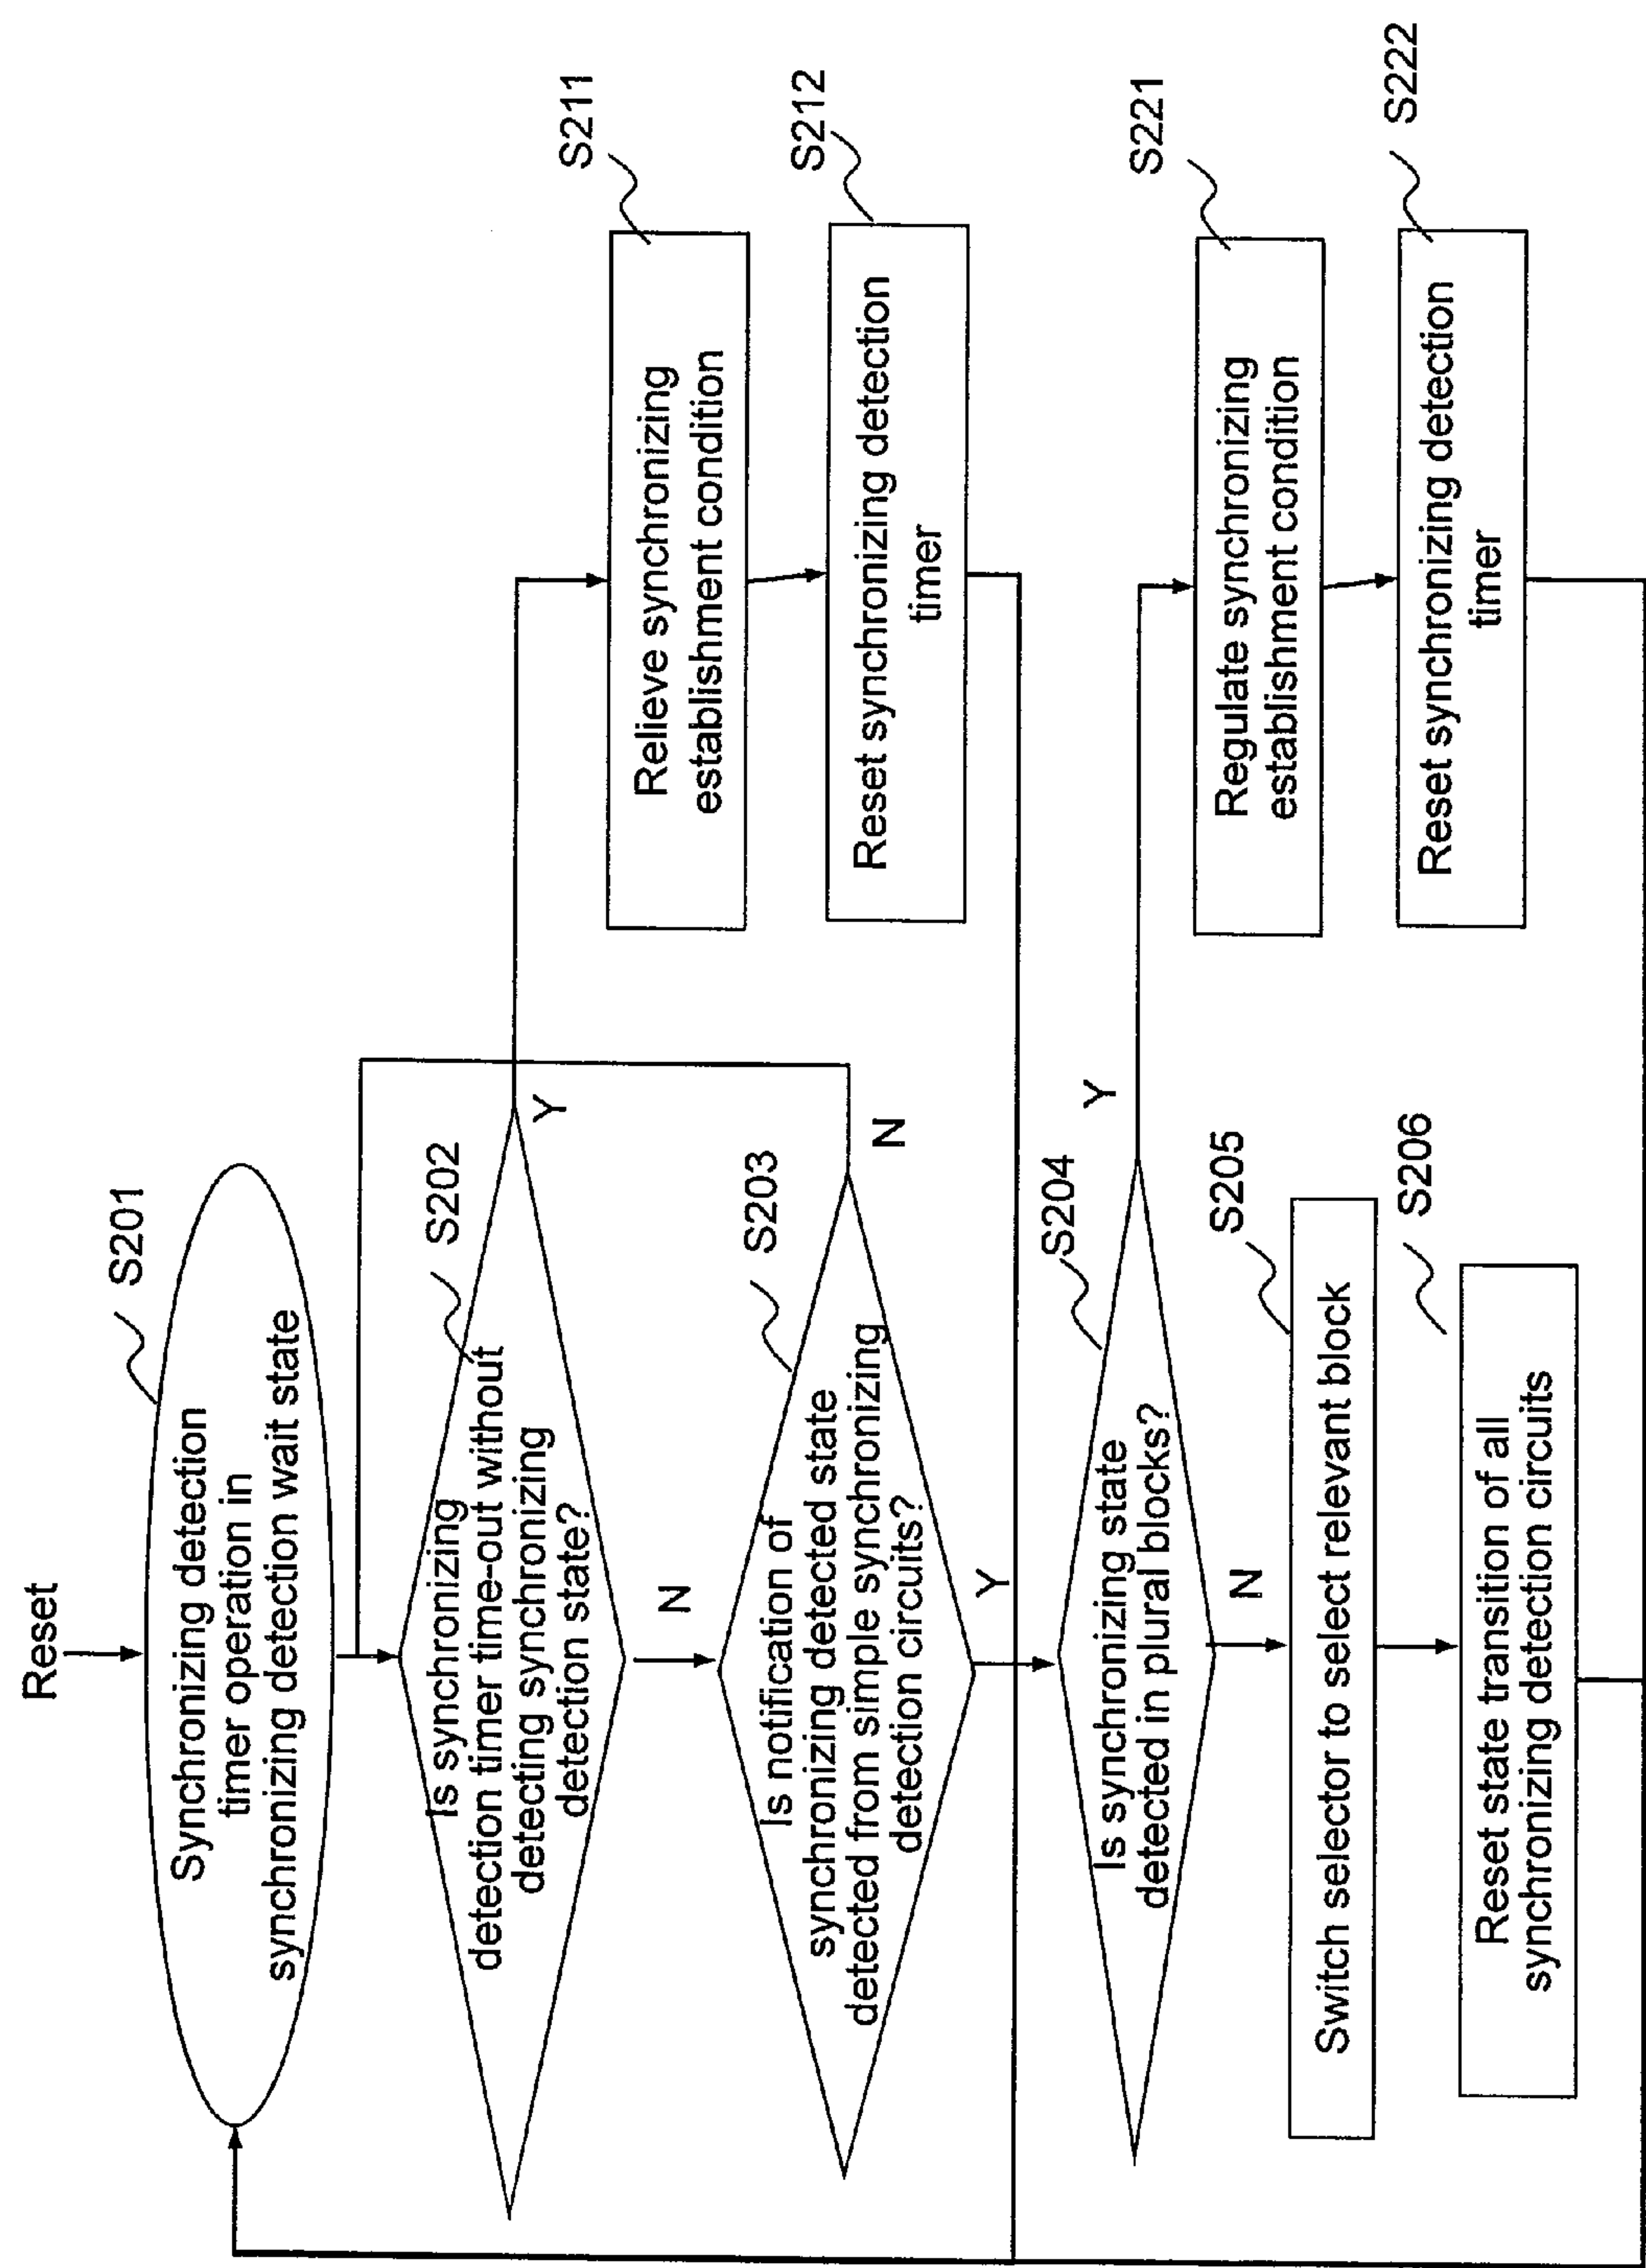 Reset
S201
Synchronizing detection
timer operation in
synchronizing detection wait state
S202
Is synchronizing
detection timer time-out without
detecting synchronizing
detection state?
Y
N
S211
Relieve synchronizing
establishment condition
S212
Reset synchronizing detection
timer
S203
Is notification of
synchronizing detected state
detected from simple synchronizing
detection circuits?
N
Y
S204
Is synchronizing state
detected in plural blocks?
Y
N
S221
Regulate synchronizing
establishment condition
S222
Reset synchronizing detection
timer
S205
Switch selector to select relevant block
S206
Reset state transition of all
synchronizing detection circuits